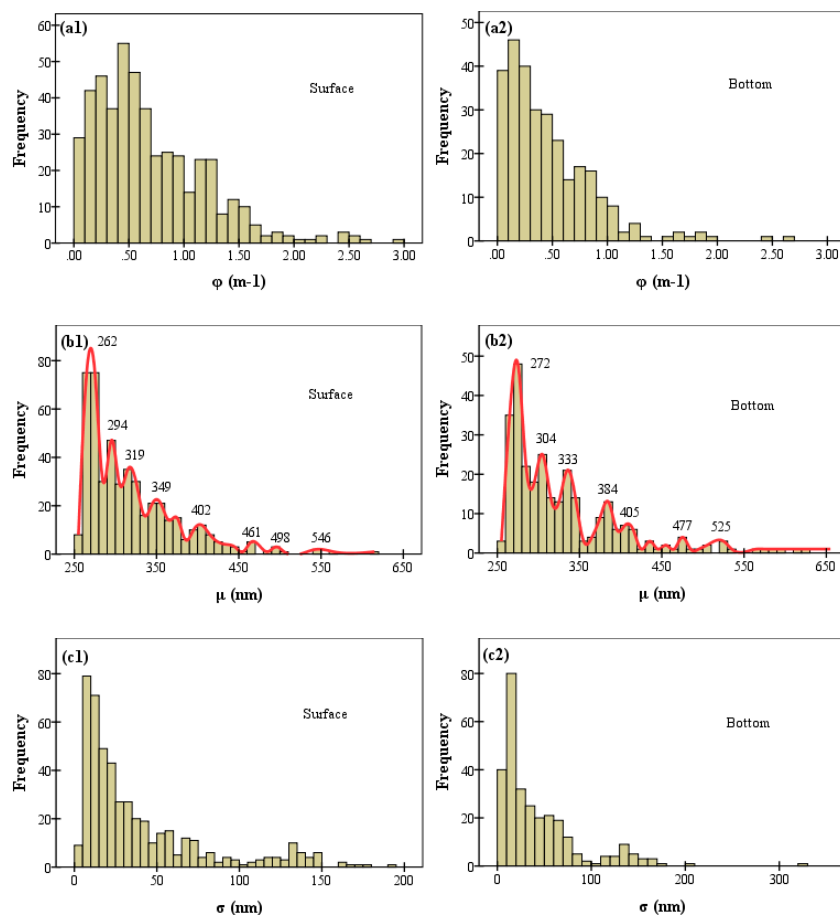 (a1)
Surface
Frequency
60
50
40
30
20
10
0
.00 .50 1.00 1.50 2.00 2.50 3.00
φ (m-1)
(a2)
Bottom
Frequency
50
40
30
20
10
0
.00 .50 1.00 1.50 2.00 2.50 3.00
φ (m-1)
(b1)
262
Surface
294
319
349
402
461 498 546
Frequency
80
60
40
20
0
250 350 450 550 650
μ (nm)
(b2)
272
Bottom
304
333
384
405
477 525
Frequency
50
40
30
20
10
0
250 350 450 550 650
μ (nm)
(c1)
Surface
Frequency
80
60
40
20
0
0 50 100 150 200
σ (nm)
(c2)
Bottom
Frequency
80
60
40
20
0
0 100 200 300
σ (nm)